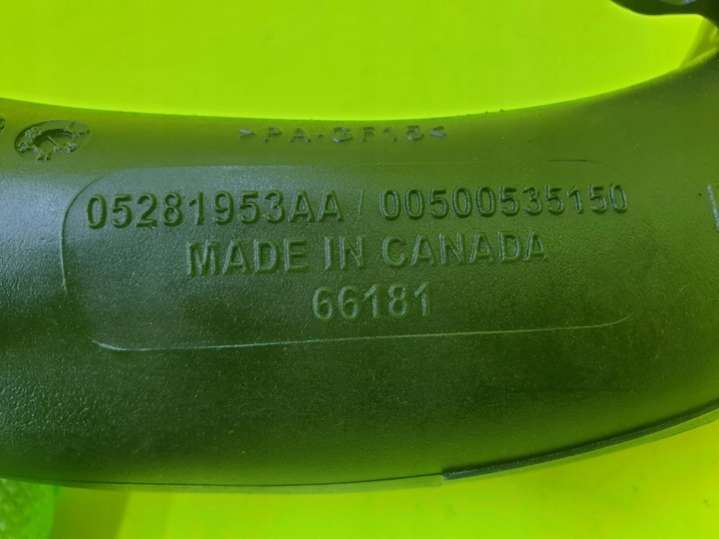 >PA-GF15<
05281953AA / 00500535150
MADE IN CANADA
66181